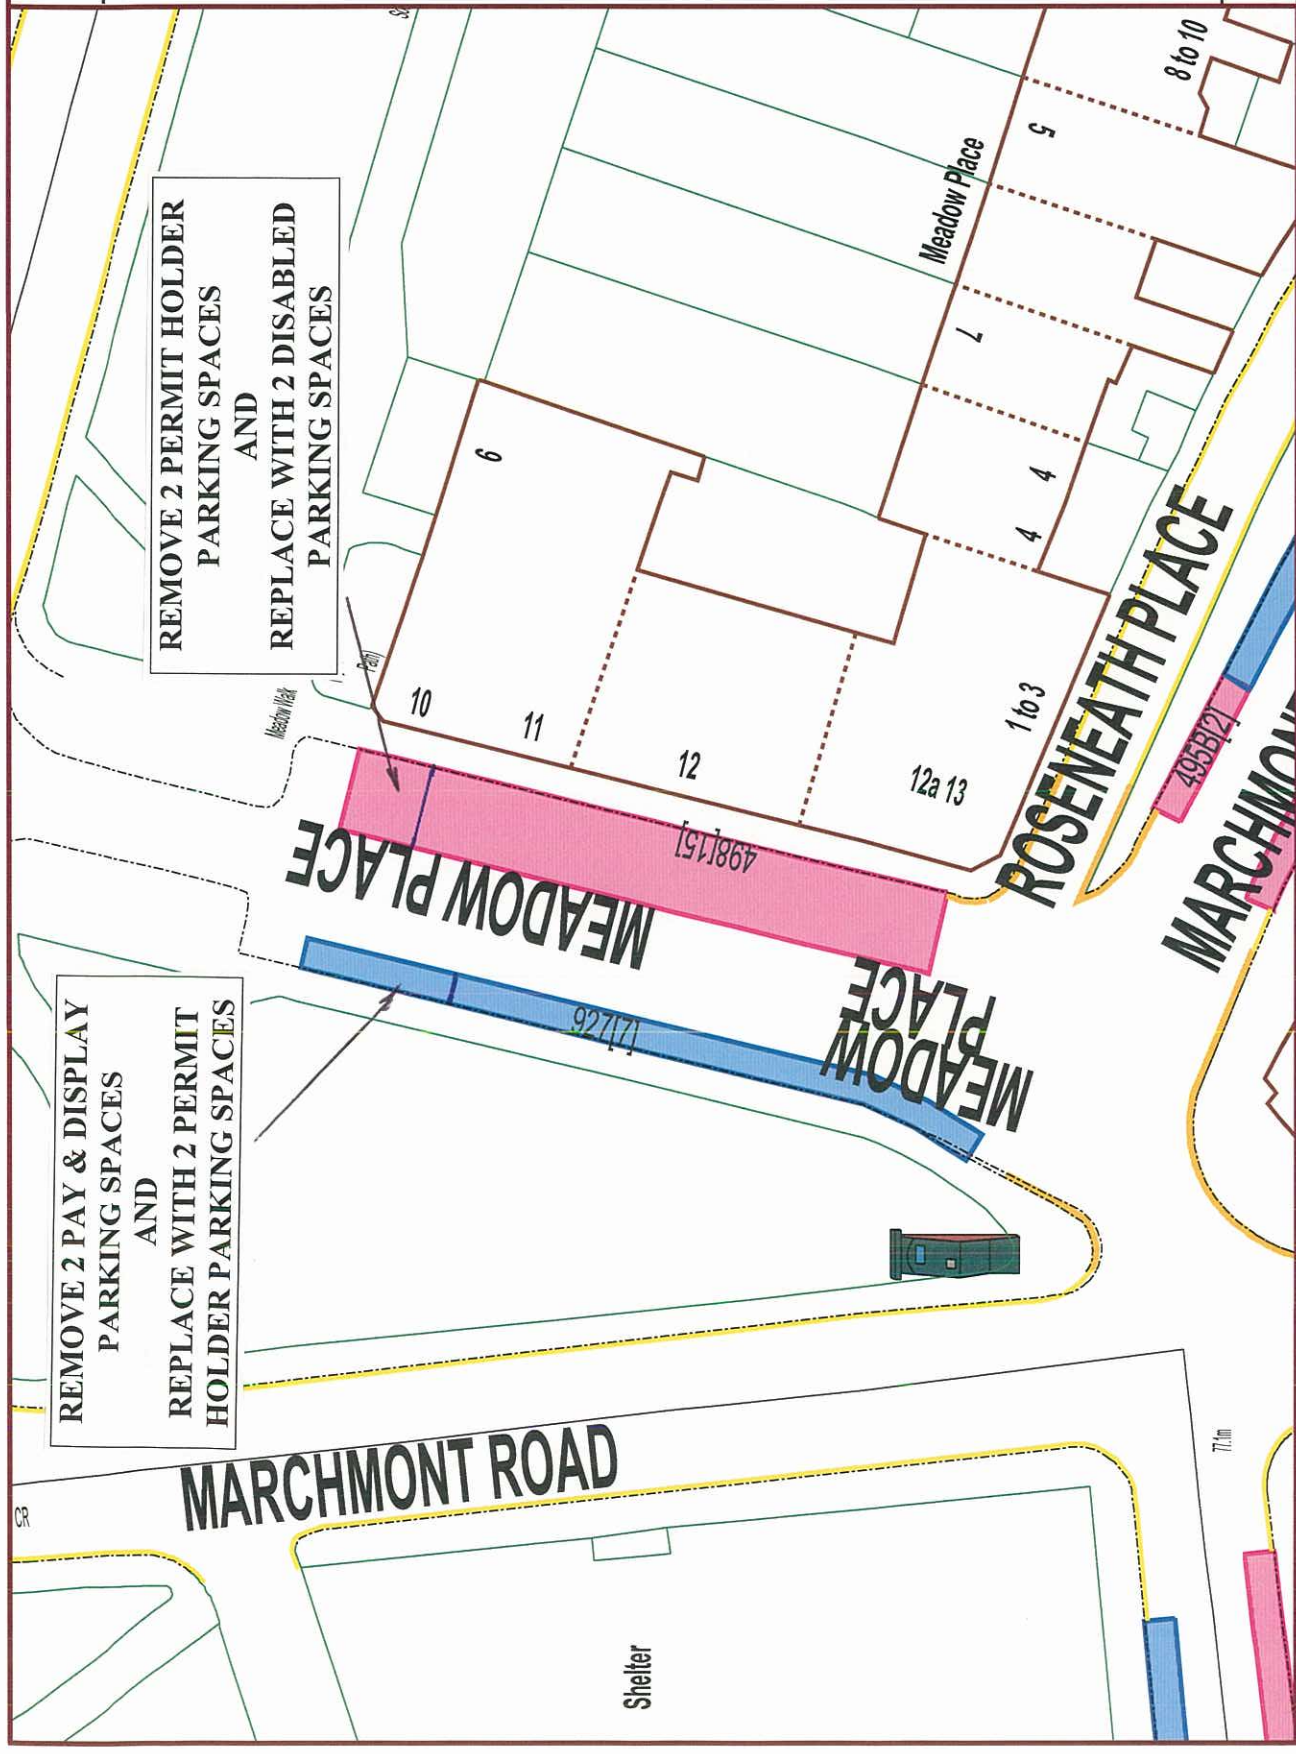 REMOVE 2 PAY & DISPLAY
PARKING SPACES
AND
REPLACE WITH 2 PERMIT
HOLDER PARKING SPACES
REMOVE 2 PERMIT HOLDER
PARKING SPACES
AND
REPLACE WITH 2 DISABLED
PARKING SPACES
CR
MARCHMONT ROAD
Shelter
77.1m
MEADOW PLACE
MEADOW
PLACE
498[15]
Meadow Walk
Path)
10
11
12
12a 13
1 to 3
9
4
4
7
5
8 to 10
Meadow Place
ROSENEATH PLACE
495B[2]
MARCHMON